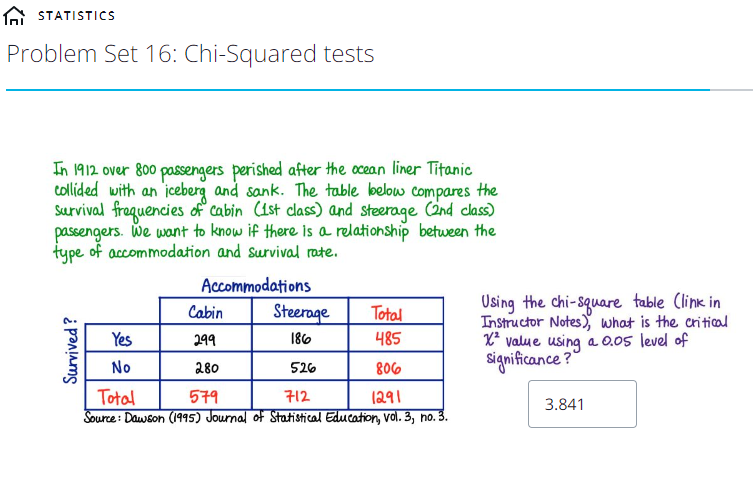 STATISTICS
Problem Set 16: Chi-Squared tests
In 1912 over 800 passengers perished after the ocean liner Titanic
collided with an iceberg and sank. The table below compares the
survival frequencies of cabin (1st class) and steerage (2nd class)
passengers. We want to know if there is a relationship between the
type of accommodation and survival rate.
Accommodations
Cabin Steerage Total
Survived?
Yes 299 186 485
No 280 526 806
Total 579 712 1291
Source: Dawson (1995) Journal of Statistical Education, vol. 3, no. 3.
Using the chi-square table (link in
Instructor Notes), what is the critical
χ² value using a 0.05 level of
significance?
3.841